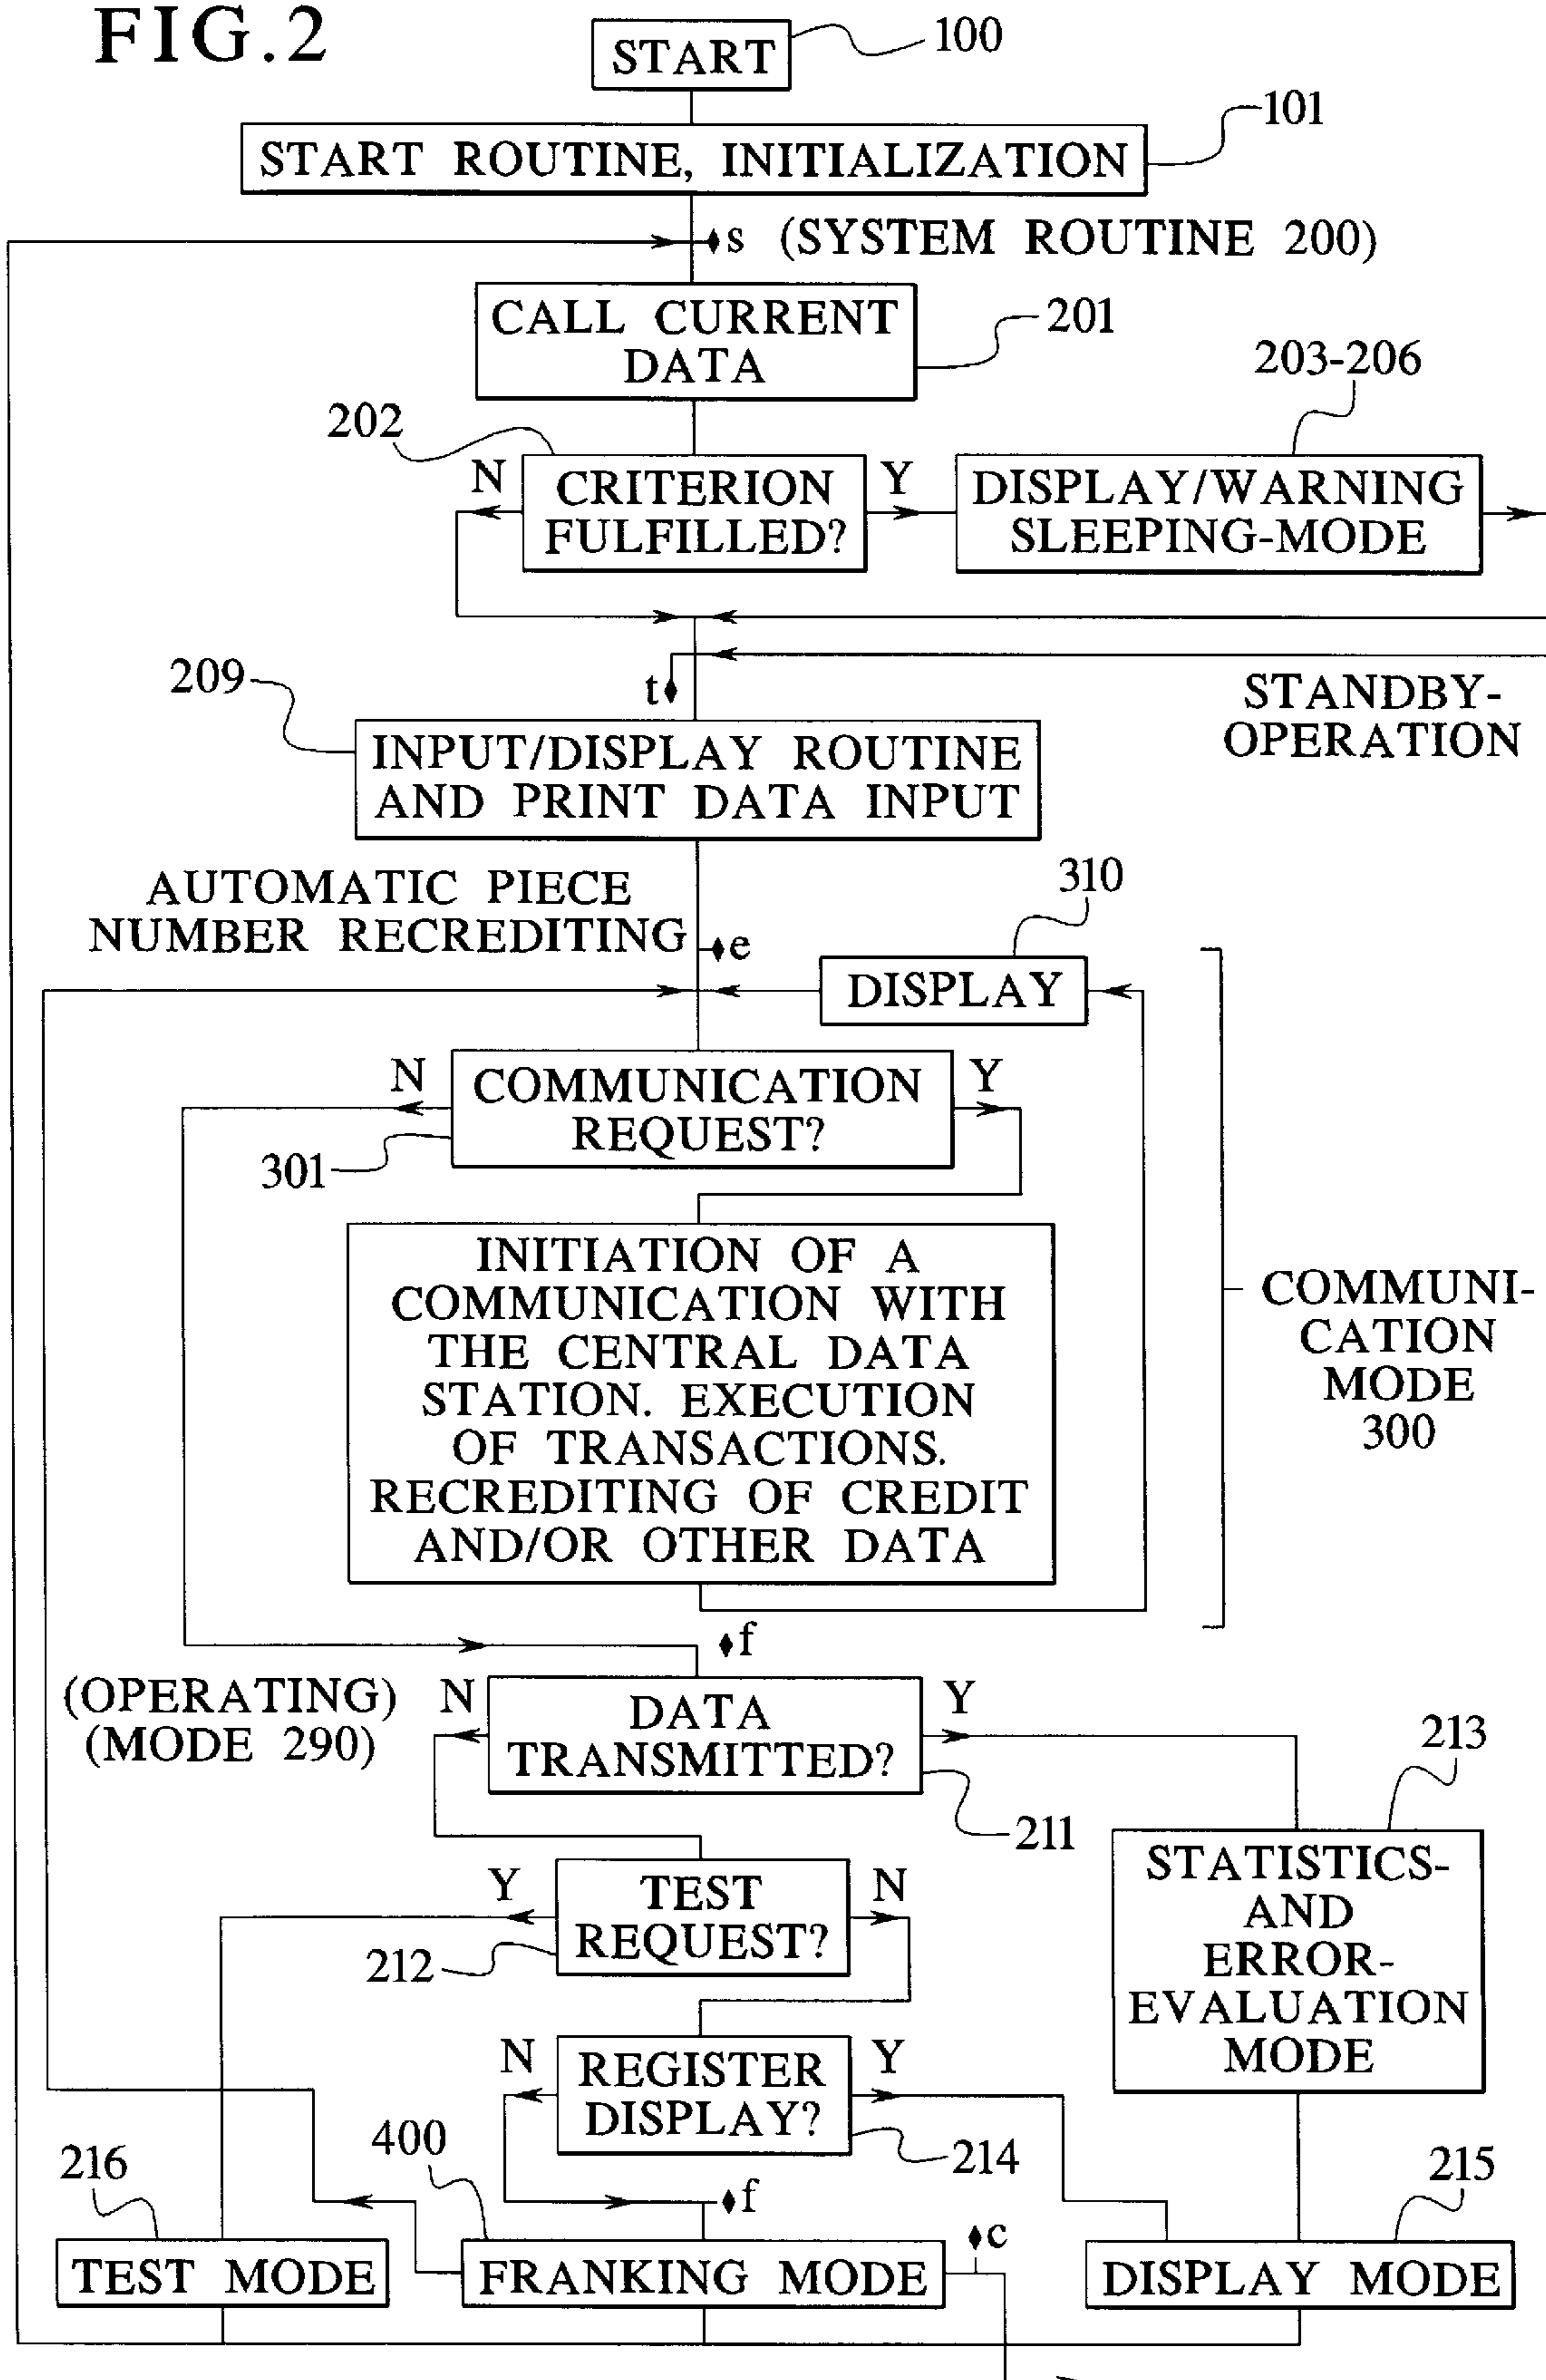 FIG.2
START
100
START ROUTINE, INITIALIZATION
101
s (SYSTEM ROUTINE 200)
CALL CURRENT
DATA
201
203-206
202
N
CRITERION
FULFILLED?
Y
DISPLAY/WARNING
SLEEPING-MODE
209
t
STANDBY-
OPERATION
INPUT/DISPLAY ROUTINE
AND PRINT DATA INPUT
AUTOMATIC PIECE
NUMBER RECREDITING
e
310
DISPLAY
N
COMMUNICATION
REQUEST?
Y
301
INITIATION OF A
COMMUNICATION WITH
THE CENTRAL DATA
STATION. EXECUTION
OF TRANSACTIONS.
RECREDITING OF CREDIT
AND/OR OTHER DATA
COMMUNI-
CATION
MODE
300
f
(OPERATING)
(MODE 290)
N
DATA
TRANSMITTED?
Y
213
211
STATISTICS-
AND
ERROR-
EVALUATION
MODE
Y
TEST
REQUEST?
N
212
N
REGISTER
DISPLAY?
Y
214
400
216
215
f
c
TEST MODE
FRANKING MODE
DISPLAY MODE